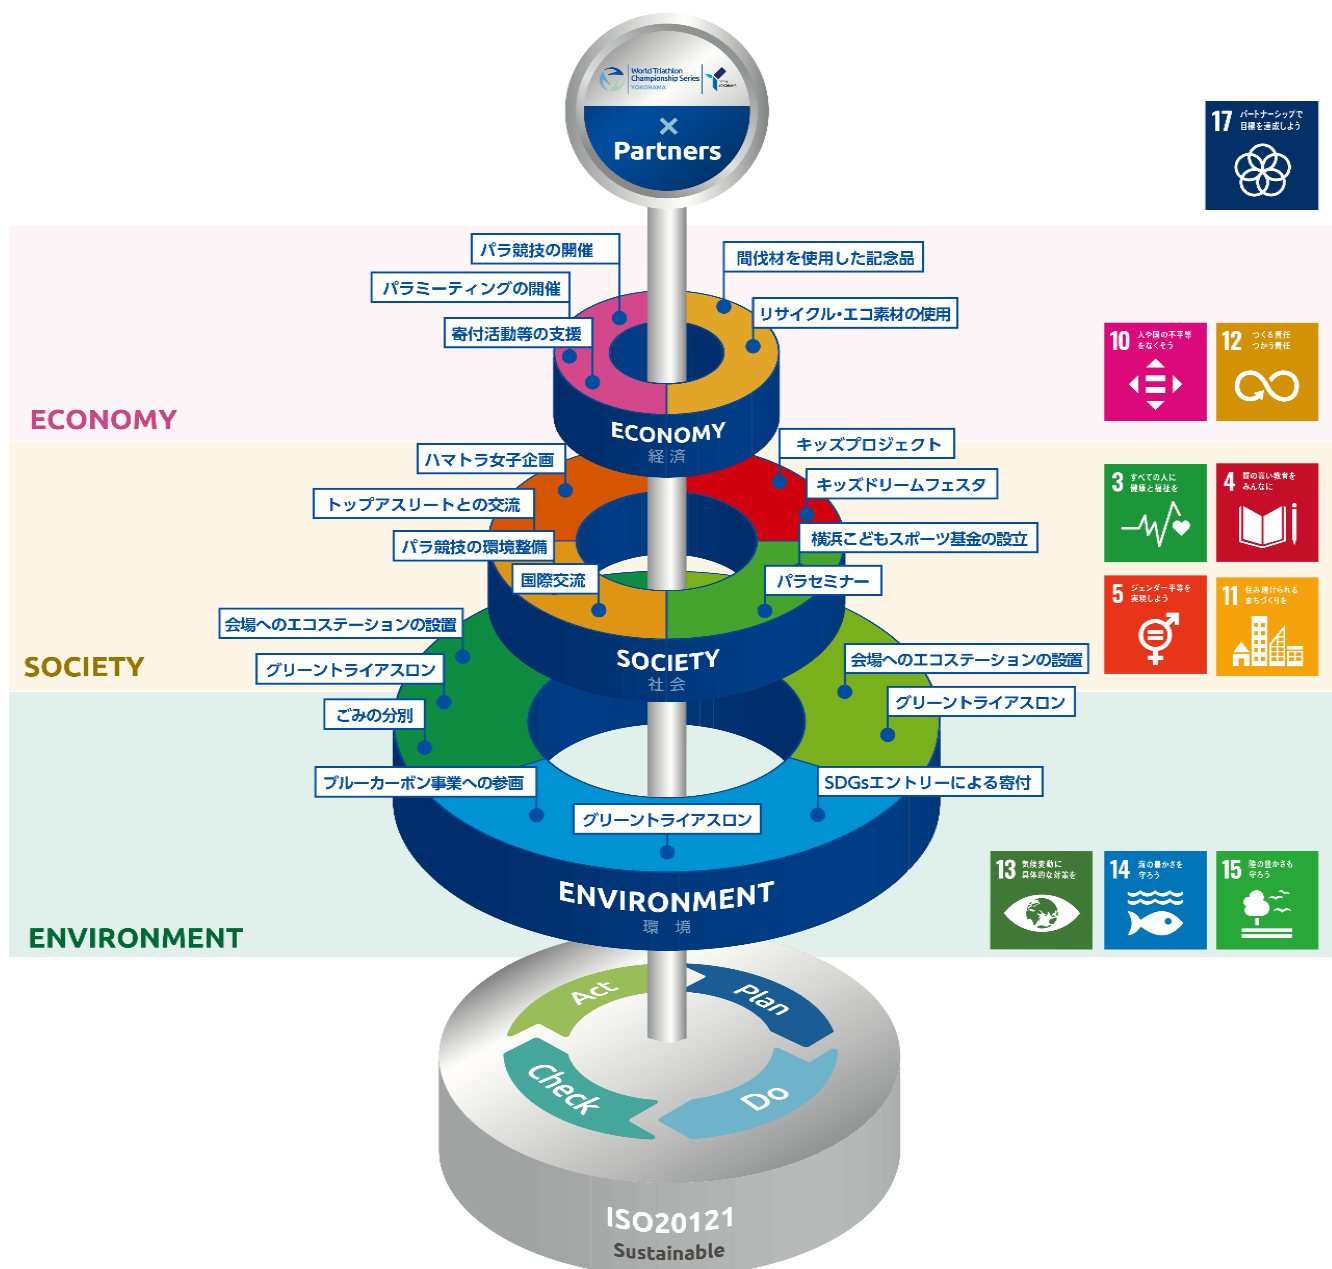 World Triathlon
Championship Series
YOKOHAMA
YOKOHAMA
×
Partners
17 パートナーシップで
目標を達成しよう
パラ競技の開催
間伐材を使用した記念品
パラミーティングの開催
リサイクル・エコ素材の使用
寄付活動等の支援
10 人や国の不平等
をなくそう
12 つくる責任
つかう責任
ECONOMY
ECONOMY
経済
キッズプロジェクト
ハマトラ女子企画
キッズドリームフェスタ
トップアスリートとの交流
横浜こどもスポーツ基金の設立
パラ競技の環境整備
国際交流
パラセミナー
3 すべての人に
健康と福祉を
4 質の高い教育を
みんなに
5 ジェンダー平等を
実現しよう
11 住み続けられる
まちづくりを
SOCIETY
SOCIETY
社会
会場へのエコステーションの設置
グリーントライアスロン
ごみの分別
ブルーカーボン事業への参画
会場へのエコステーションの設置
グリーントライアスロン
SDGsエントリーによる寄付
グリーントライアスロン
13 気候変動に
具体的な対策を
14 海の豊かさを
守ろう
15 陸の豊かさも
守ろう
ENVIRONMENT
ENVIRONMENT
環境
Act
Plan
Check
Do
ISO20121
Sustainable